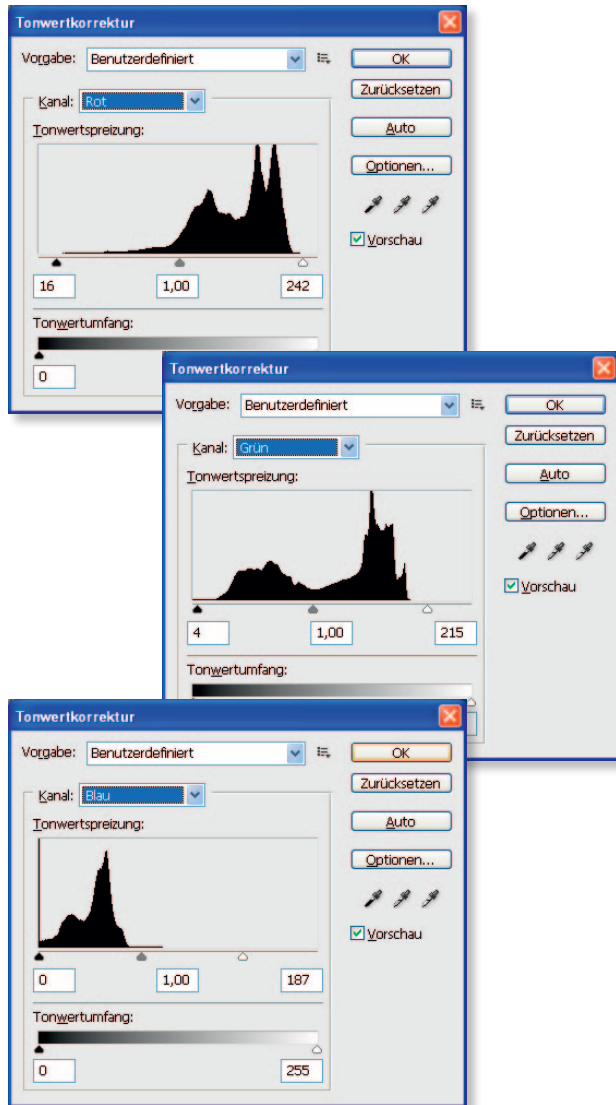 Tonwertkorrektur
Vorgabe: Benutzerdefiniert
OK
Kanal: Rot
Zurücksetzen
Tonwertspreizung:
Auto
Optionen...
Vorschau
16 1,00 242
Tonwertumfang:
0
Tonwertkorrektur
Vorgabe: Benutzerdefiniert
OK
Kanal: Grün
Zurücksetzen
Tonwertspreizung:
Auto
Optionen...
Vorschau
4 1,00 215
Tonwertumfang:
Tonwertkorrektur
Vorgabe: Benutzerdefiniert
OK
Kanal: Blau
Zurücksetzen
Tonwertspreizung:
Auto
Optionen...
Vorschau
0 1,00 187
Tonwertumfang:
0 255